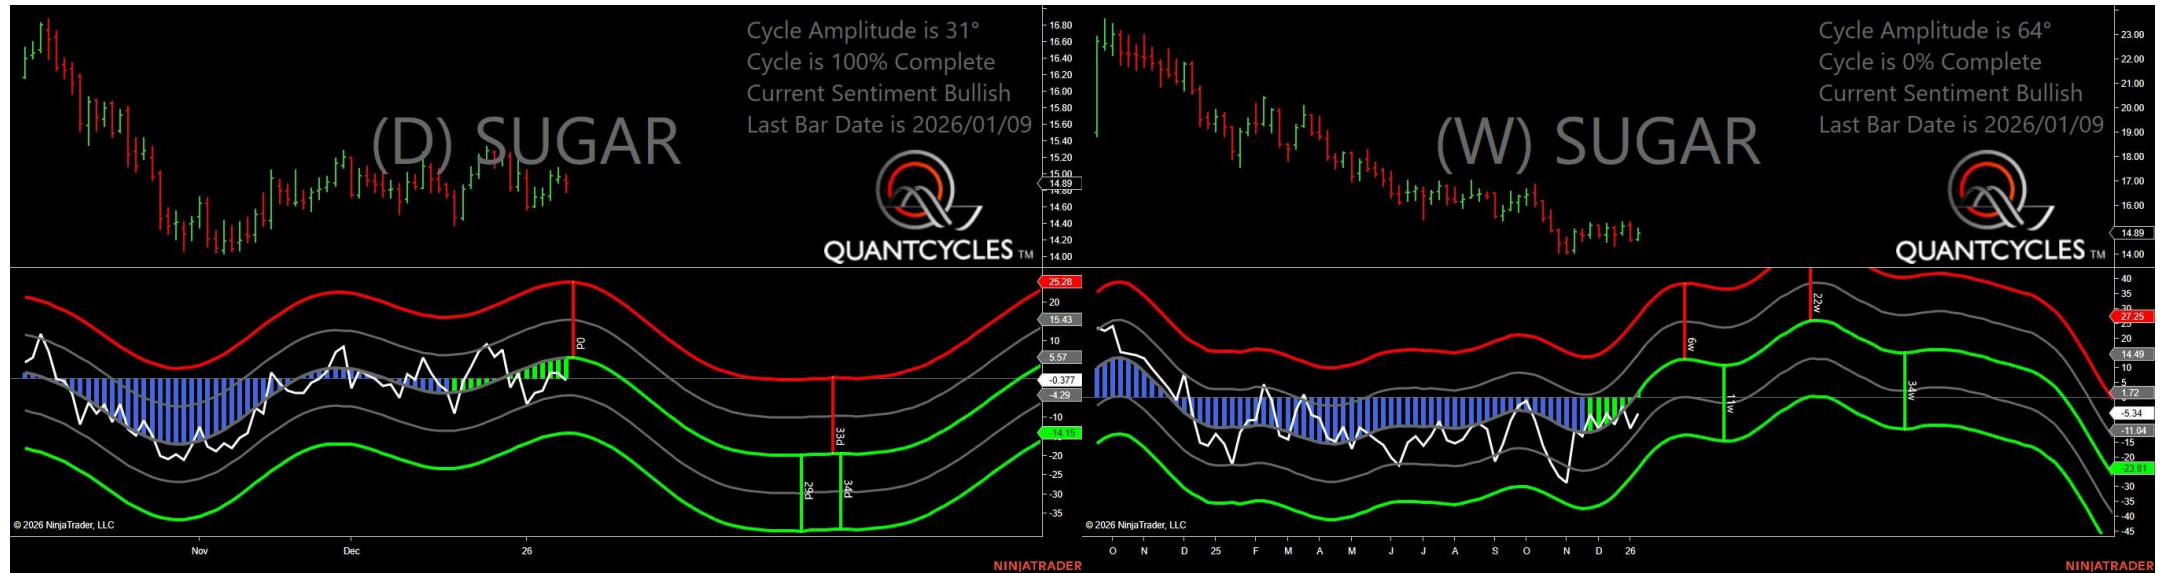 Cycle Amplitude is 31°
Cycle is 100% Complete
Current Sentiment Bullish
Last Bar Date is 2026/01/09
(D) SUGAR
QUANTCYCLES TM
16.80
16.60
16.40
16.20
16.00
15.80
15.60
15.40
15.20
15.00
14.89
14.80
14.60
14.40
14.20
14.00
25.28
20
15.43
10
5.57
-0.377
-4.29
-10
-14.15
-20
-25
-30
-35
0d
33d
29d
34d
© 2026 NinjaTrader, LLC
Nov Dec 26
NINJATRADER
Cycle Amplitude is 64°
Cycle is 0% Complete
Current Sentiment Bullish
Last Bar Date is 2026/01/09
(W) SUGAR
QUANTCYCLES TM
23.00
22.00
21.00
20.00
19.00
18.00
17.00
16.00
14.89
14.00
40
35
30
27.25
25
20
14.49
10
5
1.72
-5.34
-11.04
-15
-20
-23.81
-30
-35
-40
-45
6w
11w
22w
34w
© 2026 NinjaTrader, LLC
O N D 25 F M A M J J A S O N D 26
NINJATRADER